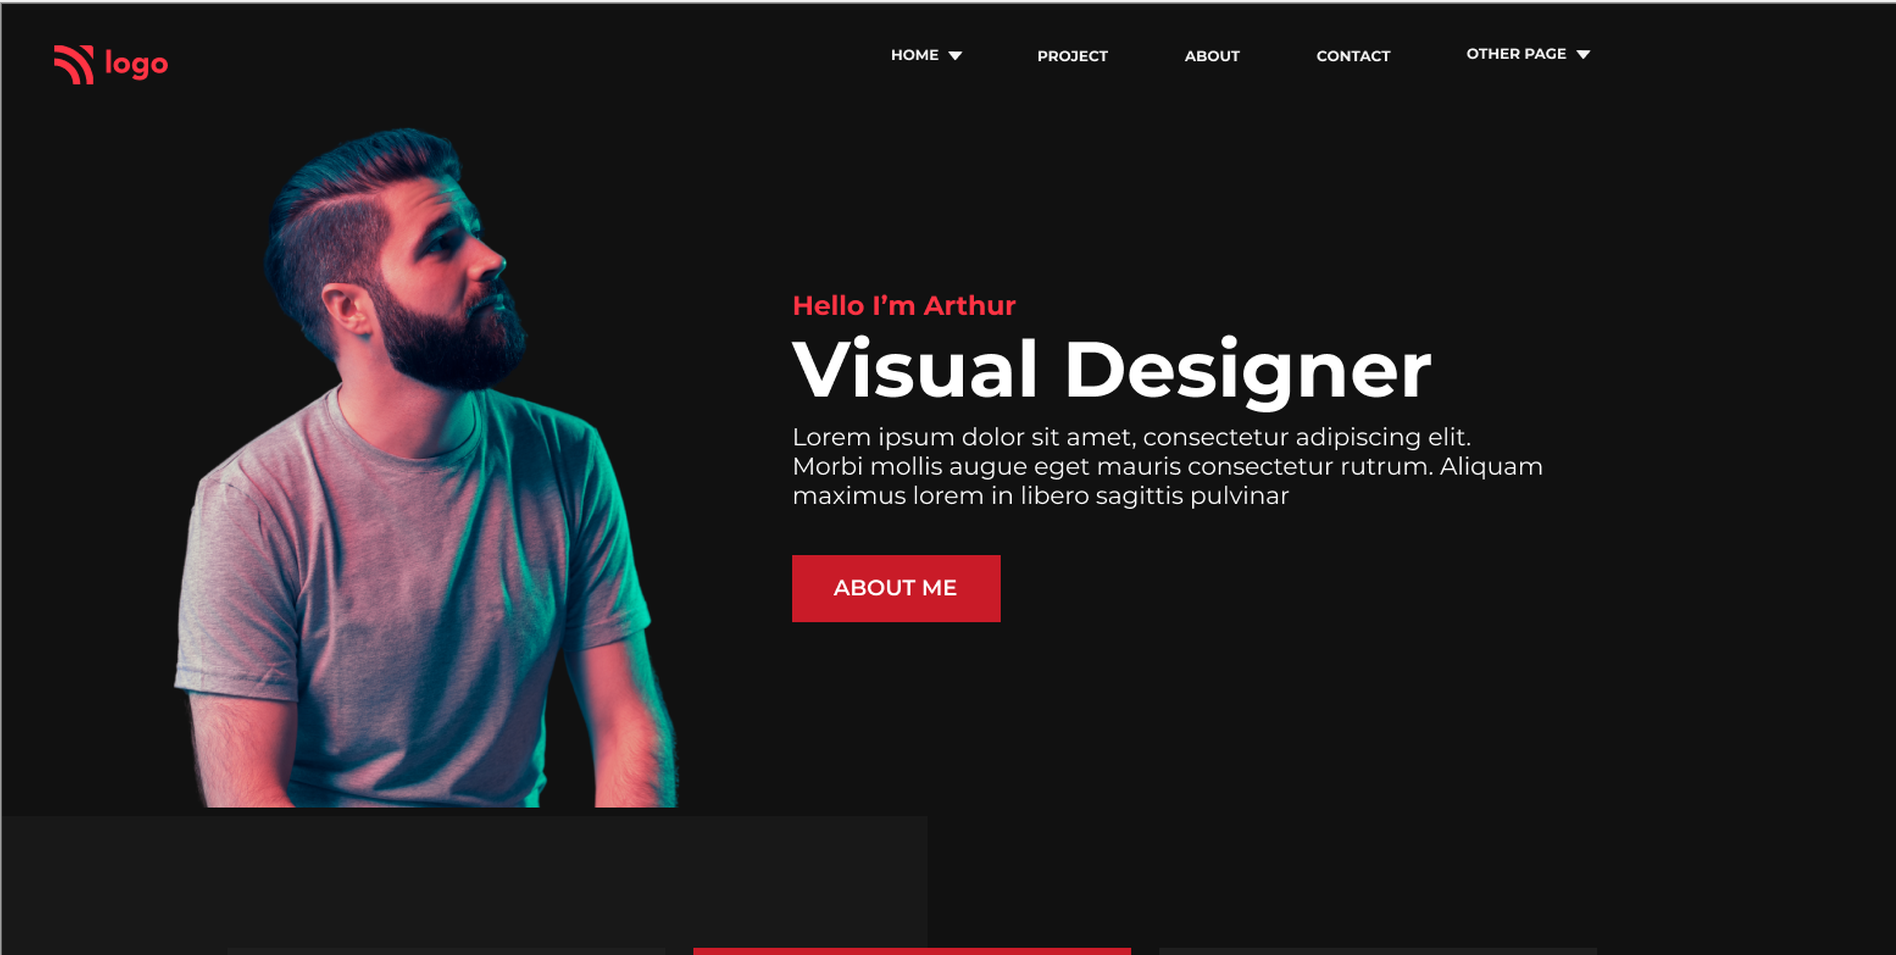 logo
HOME
PROJECT
ABOUT
CONTACT
OTHER PAGE
Hello I’m Arthur
Visual Designer
Lorem ipsum dolor sit amet, consectetur adipiscing elit.
Morbi mollis augue eget mauris consectetur rutrum. Aliquam
maximus lorem in libero sagittis pulvinar
ABOUT ME